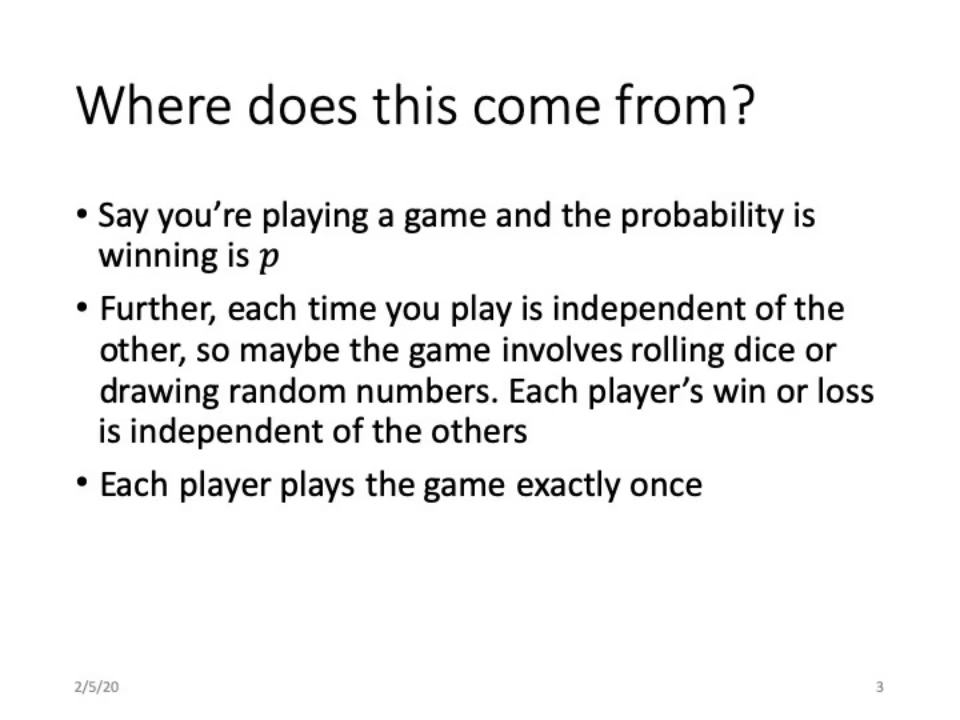 Where does this come from?
• Say you’re playing a game and the probability is
winning is p
• Further, each time you play is independent of the
other, so maybe the game involves rolling dice or
drawing random numbers. Each player’s win or loss
is independent of the others
• Each player plays the game exactly once
2/5/20
3